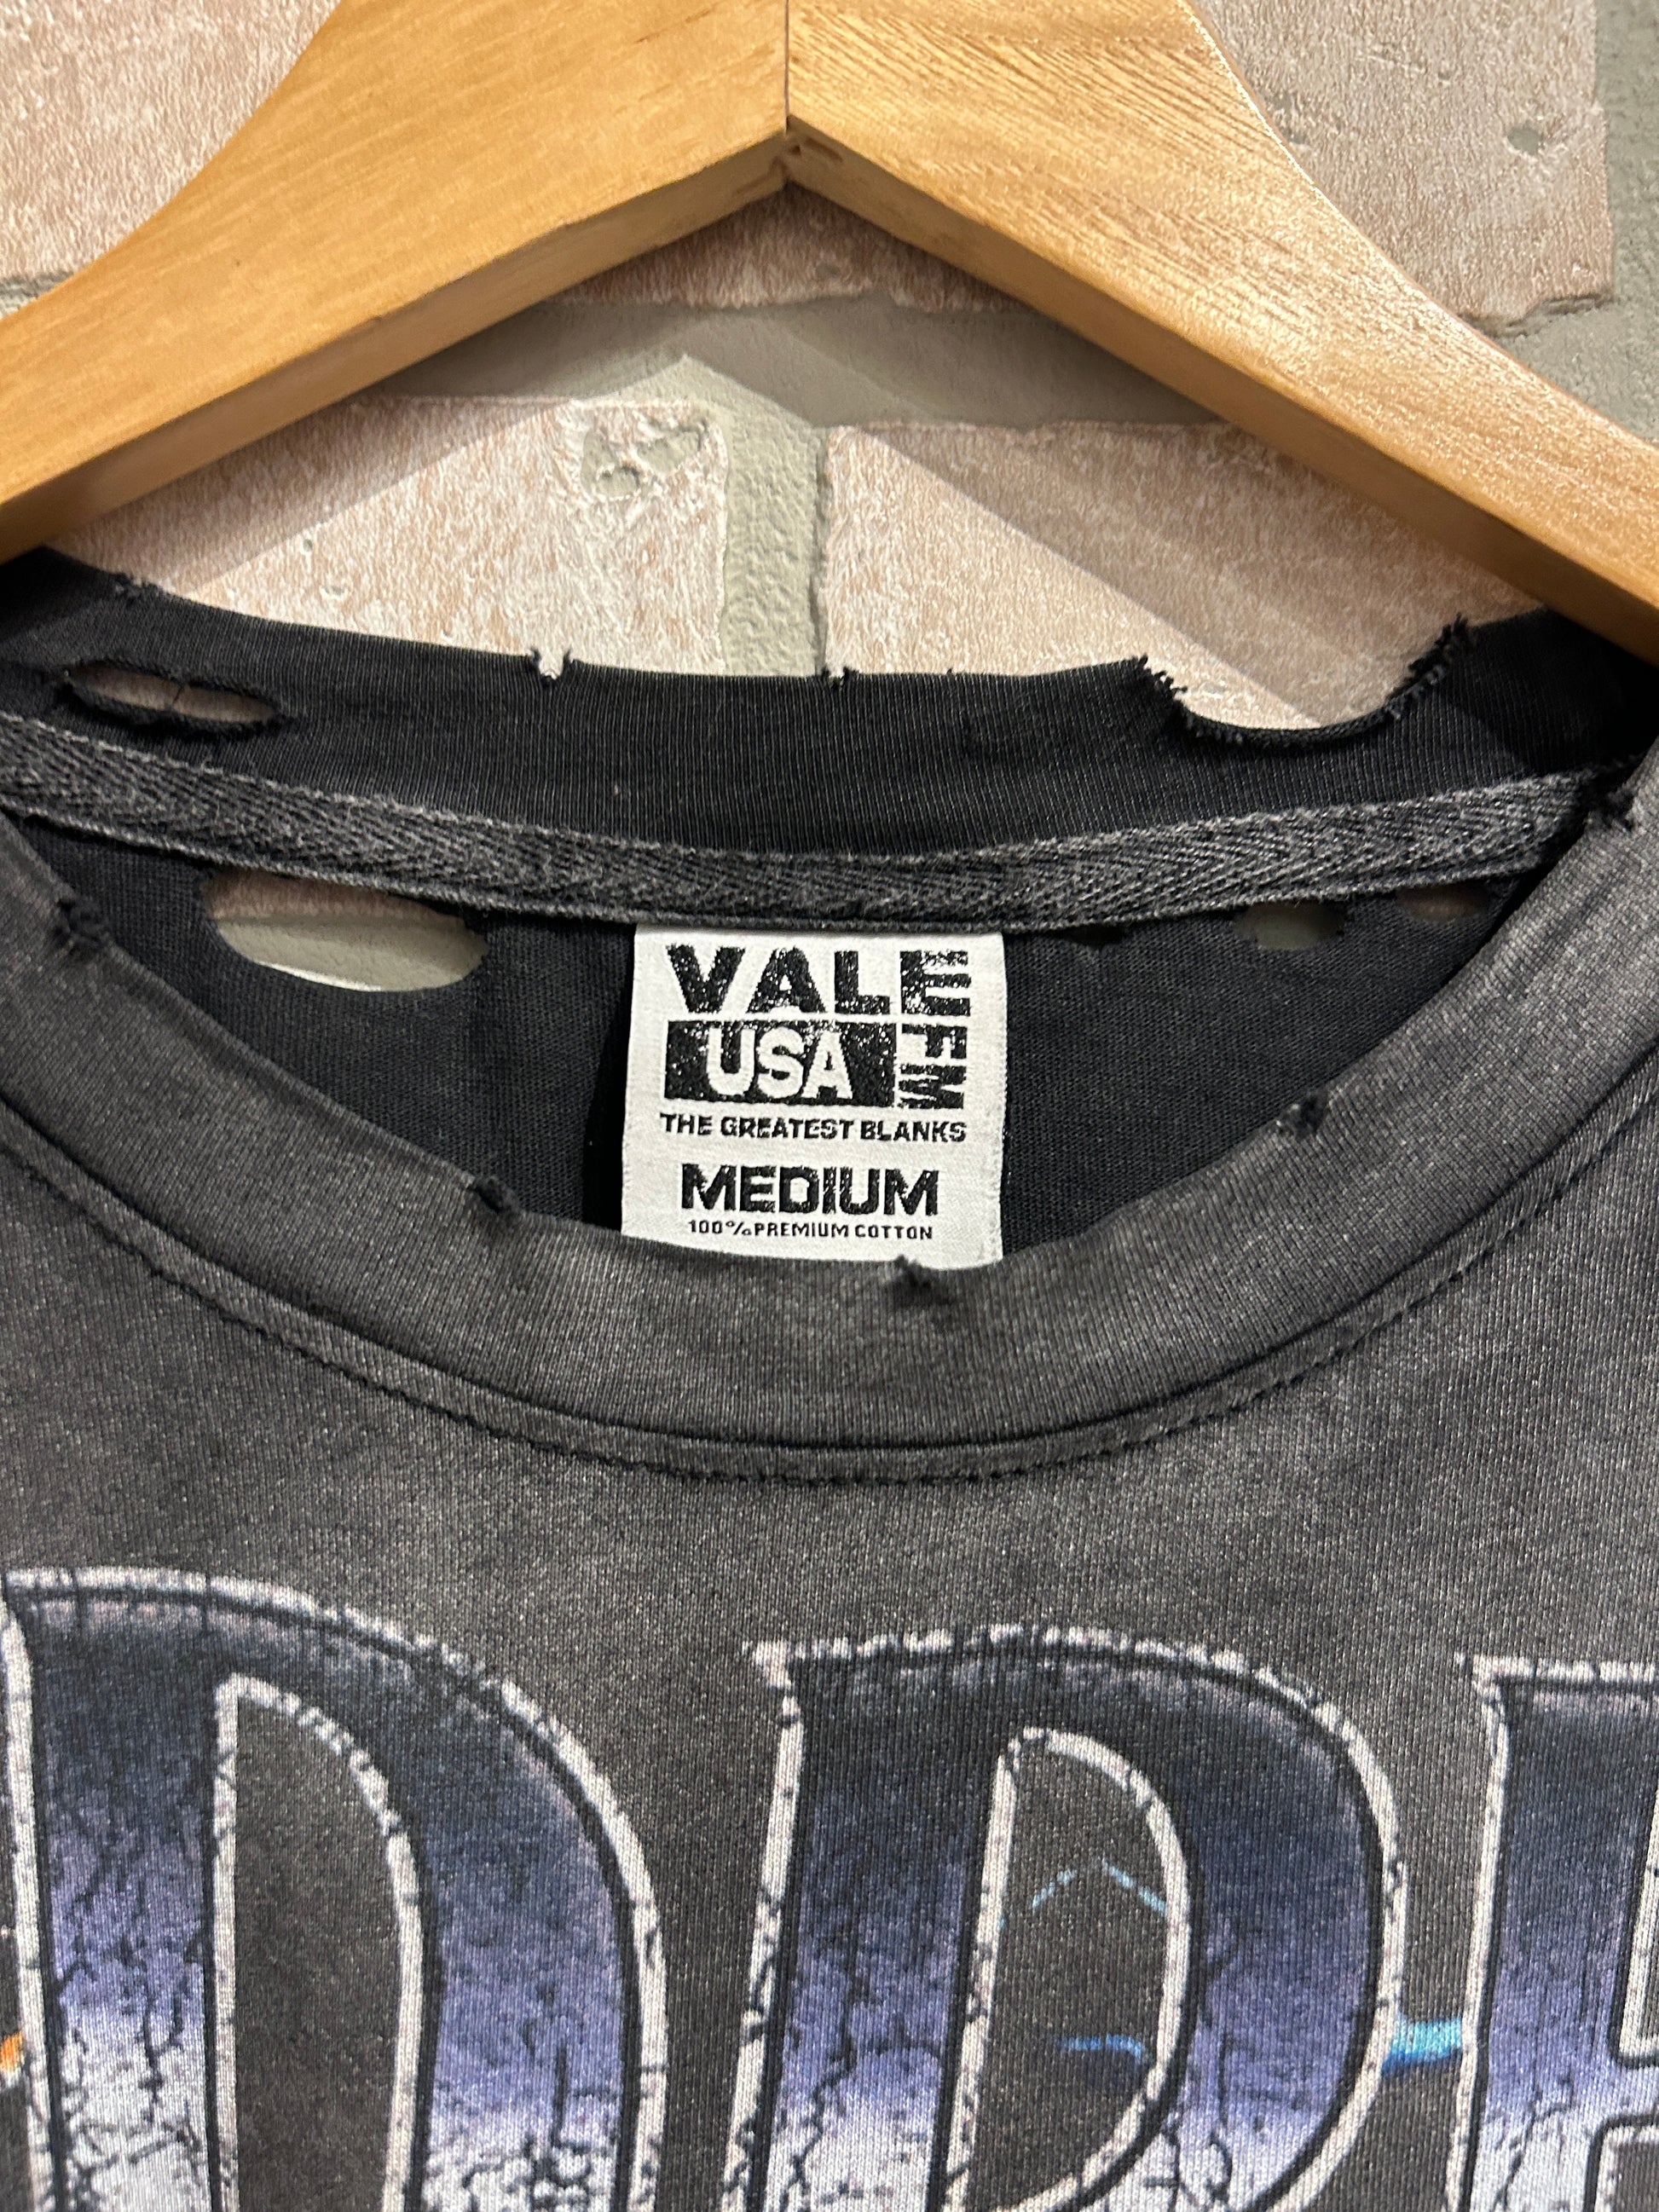 VALE
FM
USA
THE GREATEST BLANKS
MEDIUM
100% PREMIUM COTTON